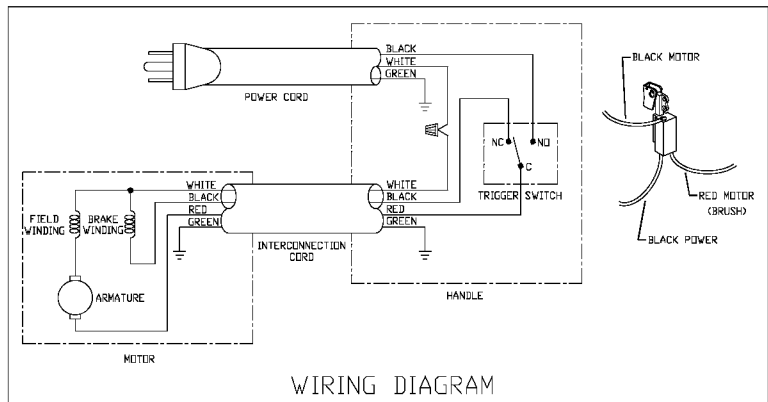 BLACK
WHITE
GREEN
POWER CORD
BLACK MOTOR
NC
NO
C
TRIGGER SWITCH
RED MOTOR
(BRUSH)
BLACK POWER
WHITE
BLACK
RED
GREEN
WHITE
BLACK
RED
GREEN
INTERCONNECTION
CORD
FIELD
WINDING
BRAKE
WINDING
ARMATURE
HANDLE
MOTOR
WIRING DIAGRAM